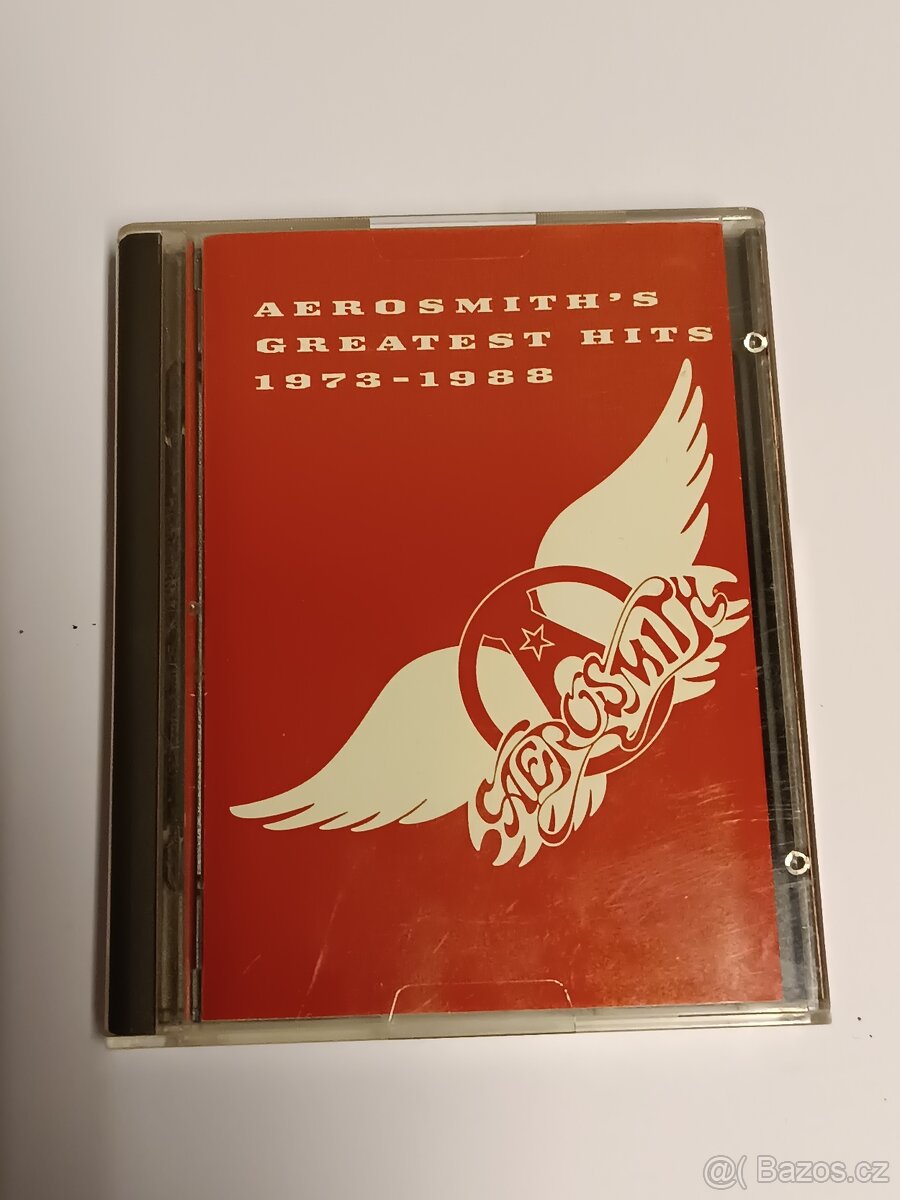 AEROSMITH'S
GREATEST HITS
1973-1988
AEROSMITH
@( Bazos.cz